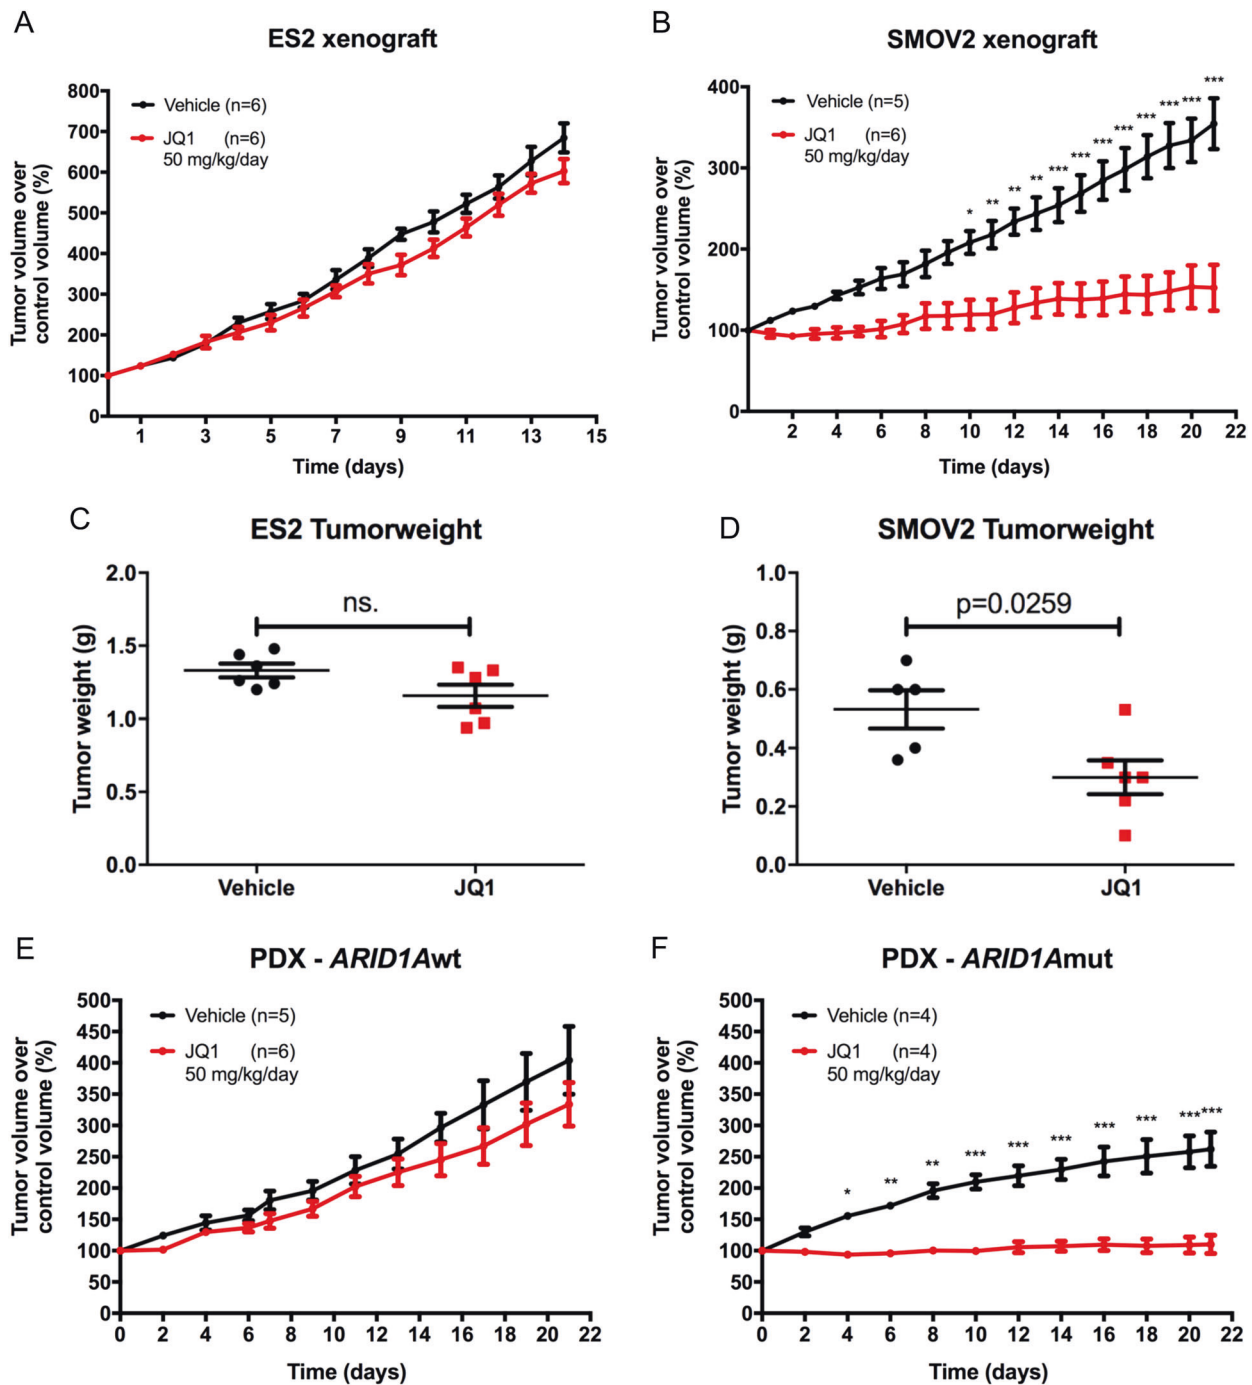 A
ES2 xenograft
Tumor volume over
control volume (%)
800
700
600
500
400
300
200
100
0
Vehicle (n=6)
JQ1 (n=6)
50 mg/kg/day
1 3 5 7 9 11 13 15
Time (days)
B
SMOV2 xenograft
Tumor volume over
control volume (%)
400
300
200
100
0
Vehicle (n=5)
JQ1 (n=6)
50 mg/kg/day
* ** ** ** *** *** *** *** *** *** *** ***
2 4 6 8 10 12 14 16 18 20 22
Time (days)
C
ES2 Tumorweight
Tumor weight (g)
2.0
1.5
1.0
0.5
0.0
ns.
Vehicle JQ1
D
SMOV2 Tumorweight
Tumor weight (g)
1.0
0.8
0.6
0.4
0.2
0.0
p=0.0259
Vehicle JQ1
E
PDX - ARID1Awt
Tumor volume over
control volume (%)
500
450
400
350
300
250
200
150
100
50
0
Vehicle (n=5)
JQ1 (n=6)
50 mg/kg/day
0 2 4 6 8 10 12 14 16 18 20 22
Time (days)
F
PDX - ARID1Amut
Tumor volume over
control volume (%)
500
450
400
350
300
250
200
150
100
50
0
Vehicle (n=4)
JQ1 (n=4)
50 mg/kg/day
* ** ** *** *** *** *** *** *** ***
0 2 4 6 8 10 12 14 16 18 20 22
Time (days)